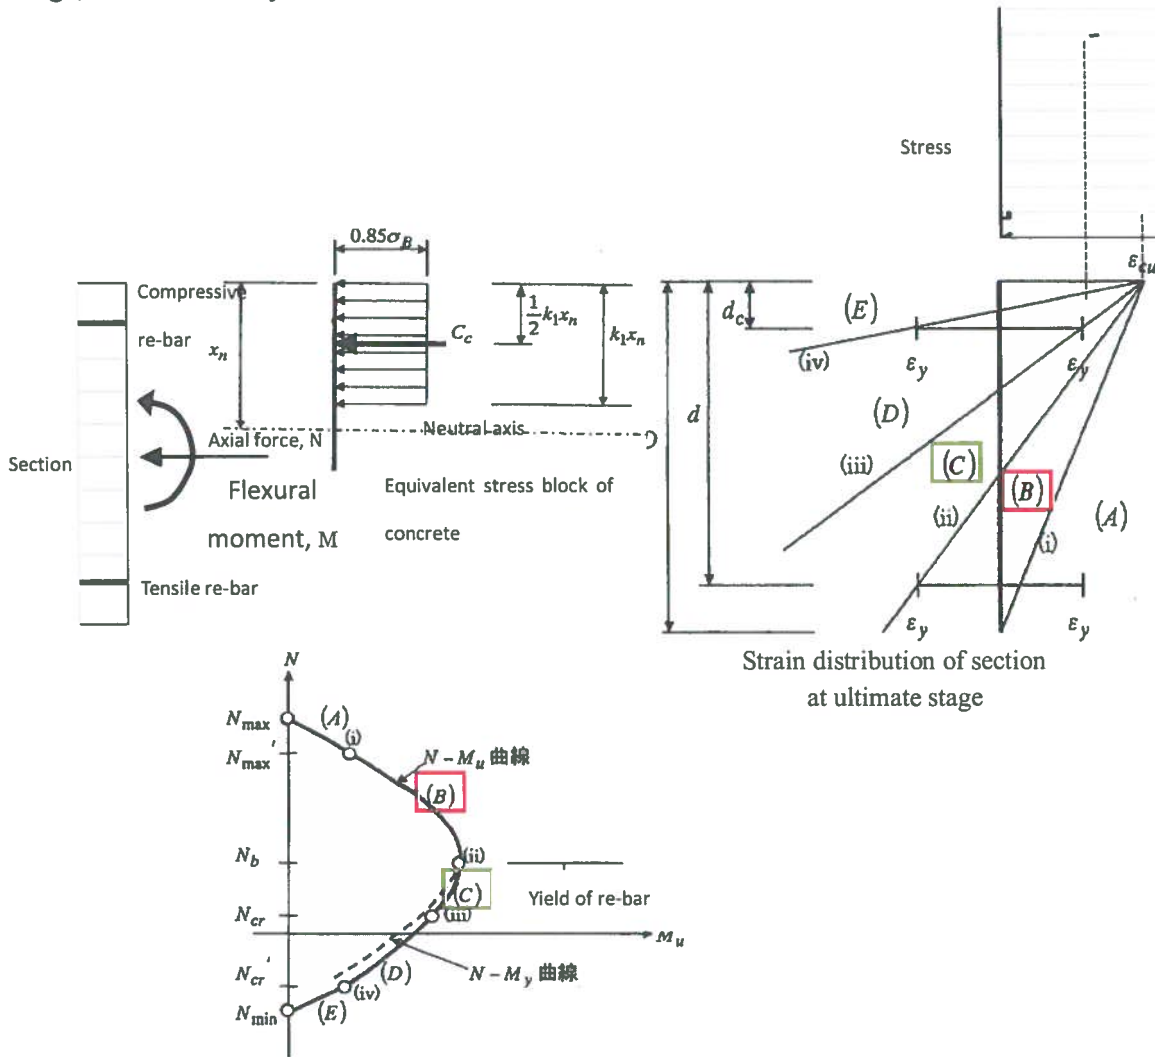 Stress
0.85σB
Compressive
re-bar
xn
Cc
1/2 k1xn
k1xn
Axial force, N
Neutral axis
Section
Flexural
moment, M
Equivalent stress block of
concrete
Tensile re-bar
εcu
dc
(E)
(iv)
εy
εy
d
(D)
(iii)
(C)
(B)
(ii)
(A)
(i)
εy
εy
Strain distribution of section
at ultimate stage
N
Nmax
(A)
(i)
Nmax'
N – Mu 曲線
(B)
Nb
(ii)
(C)
Yield of re-bar
Ncr
(iii)
Mu
Ncr'
(iv)
(D)
N – My 曲線
Nmin
(E)